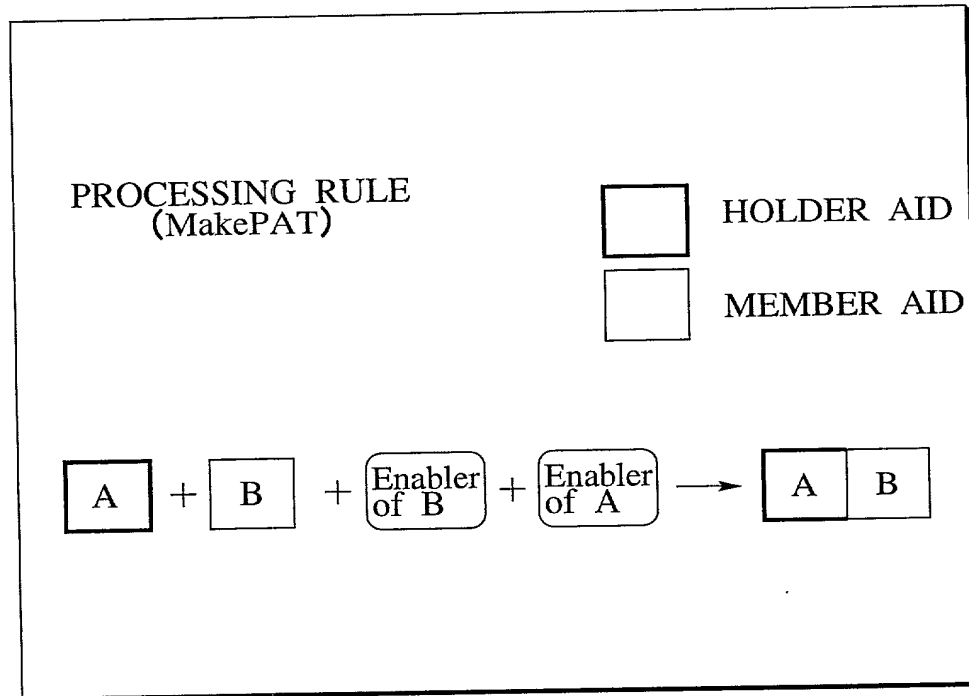 PROCESSING RULE
(MakePAT)
HOLDER AID
MEMBER AID
A + B + Enabler of B + Enabler of A → A B